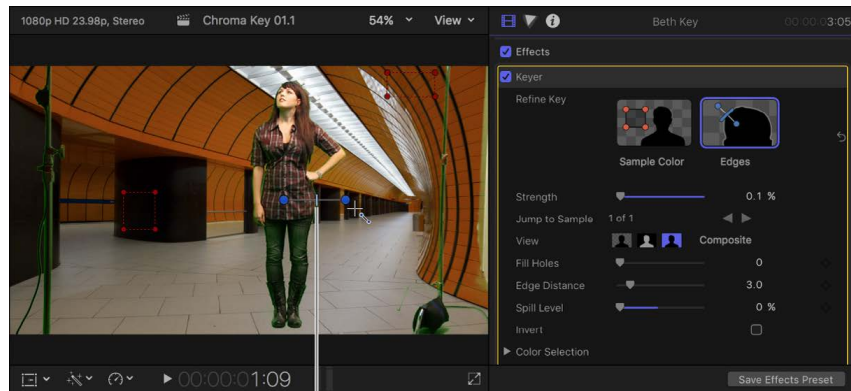 1080p HD 23.98p, Stereo Chroma Key 01.1 54% View
Beth Key 00:00:03:05
Effects
Keyer
Refine Key
Sample Color Edges
Strength 0.1 %
Jump to Sample 1 of 1
View Composite
Fill Holes 0
Edge Distance 3.0
Spill Level 0 %
Invert
Color Selection
00:00:01:09
Save Effects Preset